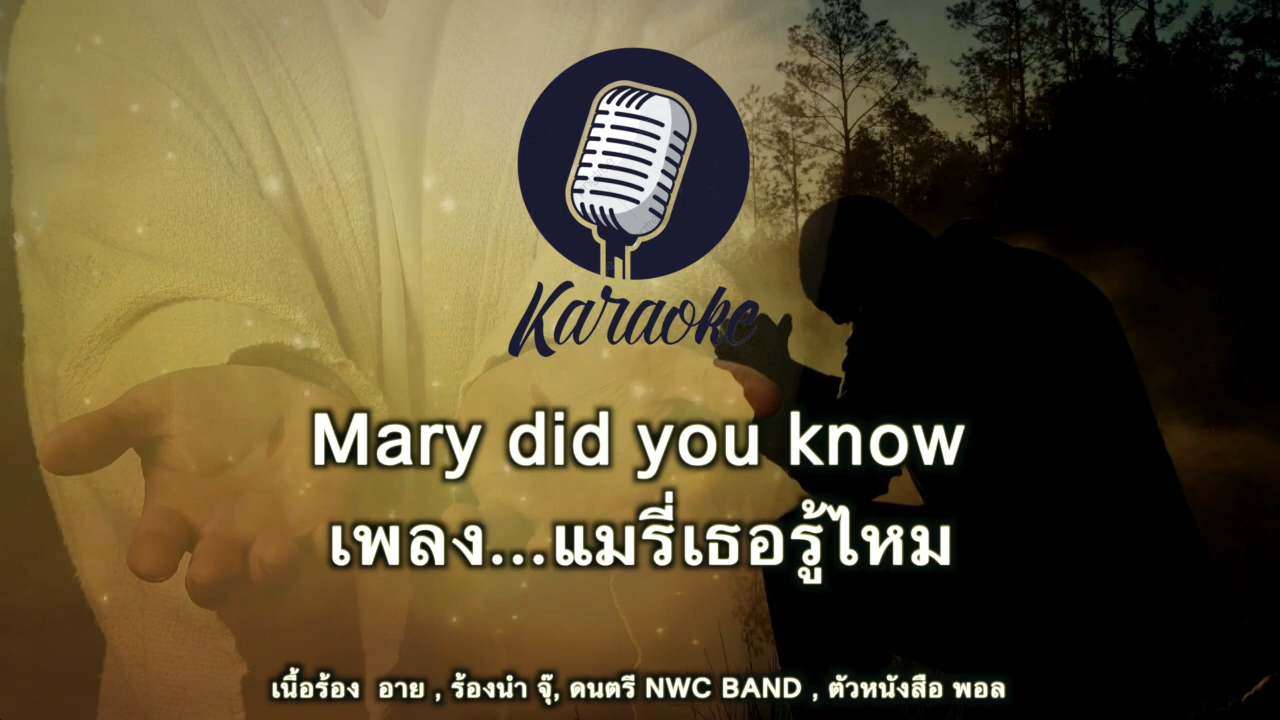 Karaoke
Mary did you know
เพลง...แมรี่เธอรู้ไหม
เนื้อร้อง อาย , ร้องนำ จุ๊, ดนตรี NWC BAND , ตัวหนังสือ พอล